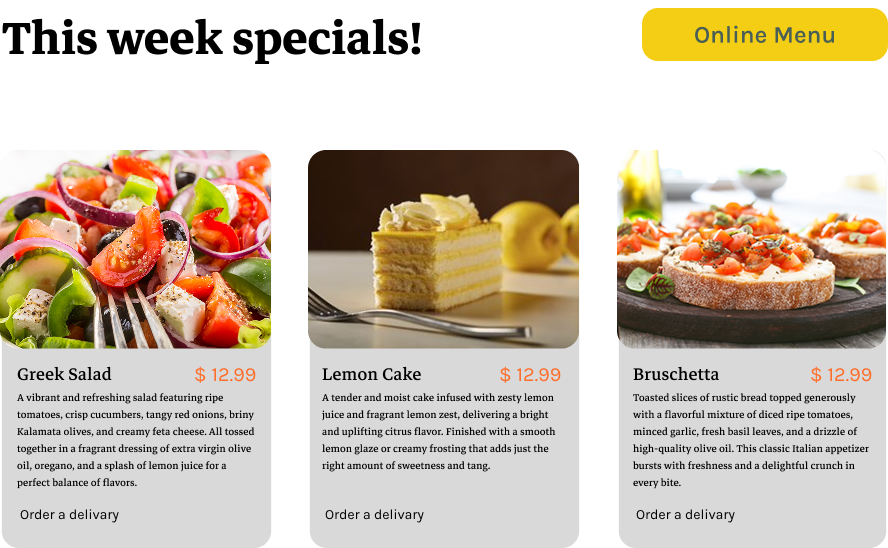 This week specials!
Online Menu
Greek Salad
$ 12.99
A vibrant and refreshing salad featuring ripe
tomatoes, crisp cucumbers, tangy red onions, briny
Kalamata olives, and creamy feta cheese. All tossed
together in a fragrant dressing of extra virgin olive
oil, oregano, and a splash of lemon juice for a
perfect balance of flavors.
Order a delivary
Lemon Cake
$ 12.99
A tender and moist cake infused with zesty lemon
juice and fragrant lemon zest, delivering a bright
and uplifting citrus flavor. Finished with a smooth
lemon glaze or creamy frosting that adds just the
right amount of sweetness and tang.
Order a delivary
Bruschetta
$ 12.99
Toasted slices of rustic bread topped generously
with a flavorful mixture of diced ripe tomatoes,
minced garlic, fresh basil leaves, and a drizzle of
high-quality olive oil. This classic Italian appetizer
bursts with freshness and a delightful crunch in
every bite.
Order a delivary